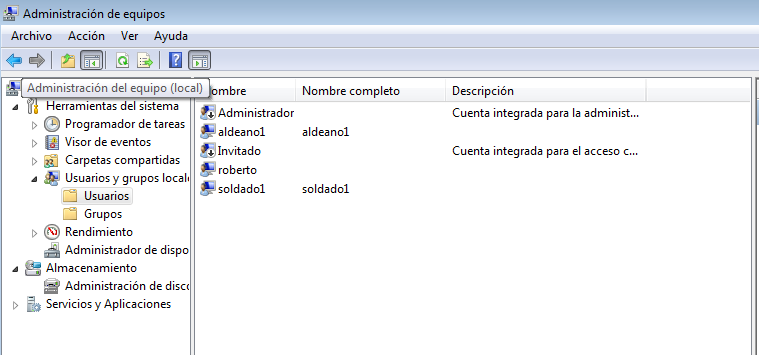 Administración de equipos
Archivo Acción Ver Ayuda
Administración del equipo (local)
Herramientas del sistema
Programador de tareas
Visor de eventos
Carpetas compartidas
Usuarios y grupos locale
Usuarios
Grupos
Rendimiento
Administrador de dispo
Almacenamiento
Administración de disco
Servicios y Aplicaciones
ombre Nombre completo Descripción
Administrador Cuenta integrada para la administ...
aldeano1 aldeano1
Invitado Cuenta integrada para el acceso c...
roberto
soldado1 soldado1